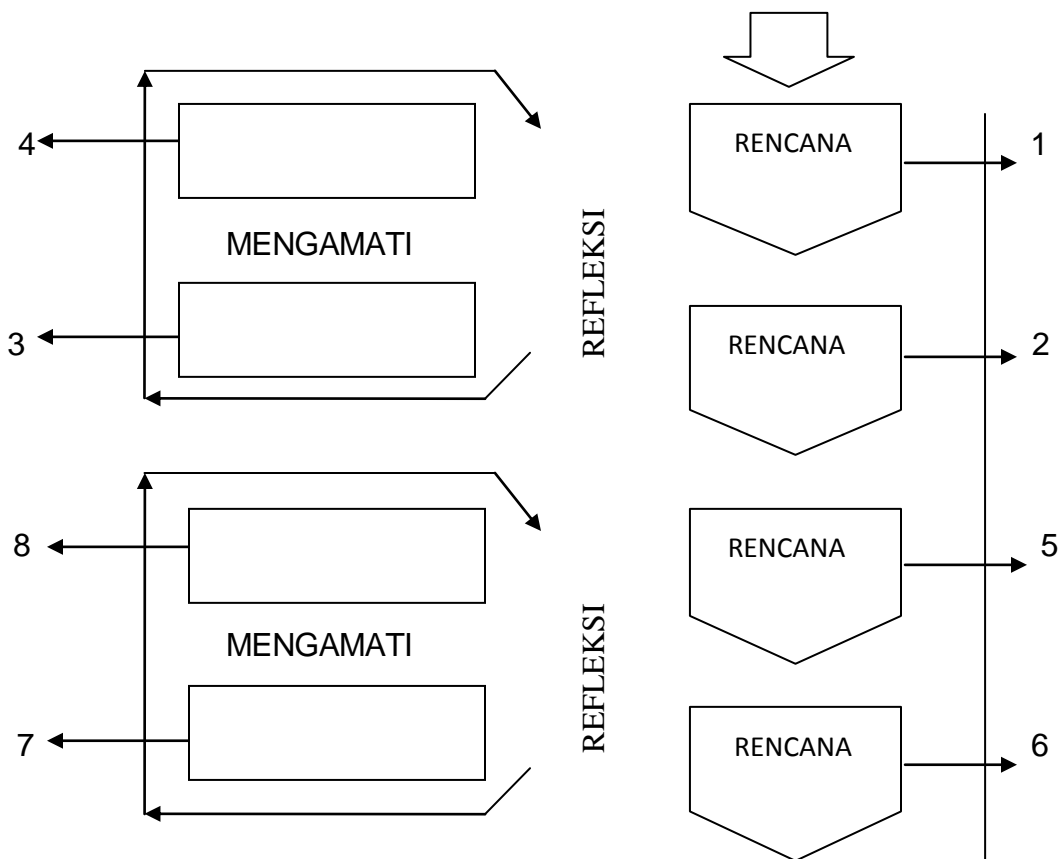 RENCANA
4
1
MENGAMATI
REFLEKSI
3
RENCANA
2
8
RENCANA
5
MENGAMATI
REFLEKSI
7
RENCANA
6